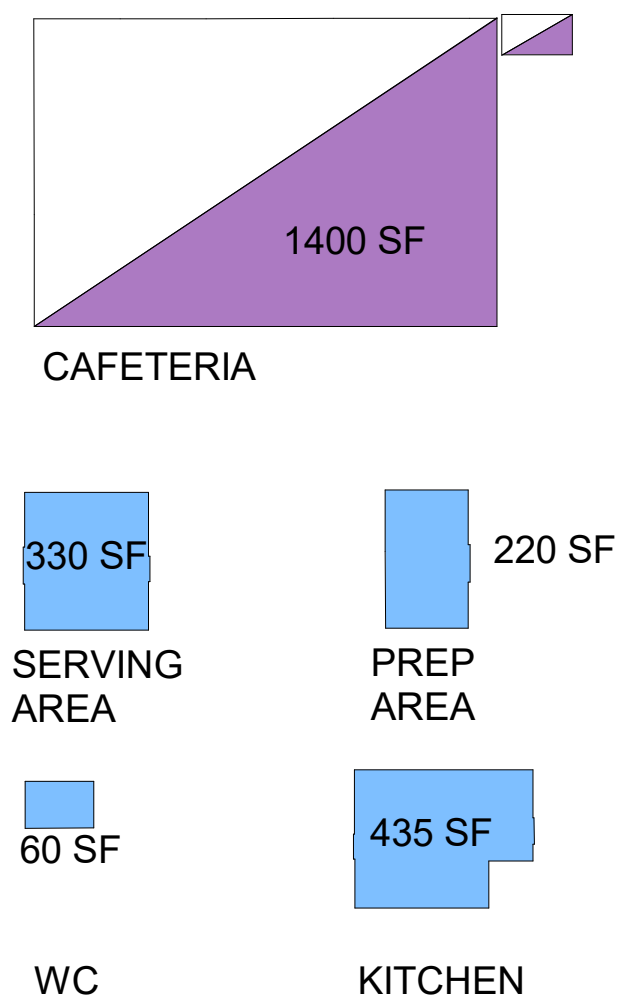 1400 SF
CAFETERIA
330 SF
SERVING
AREA
220 SF
PREP
AREA
60 SF
WC
435 SF
KITCHEN